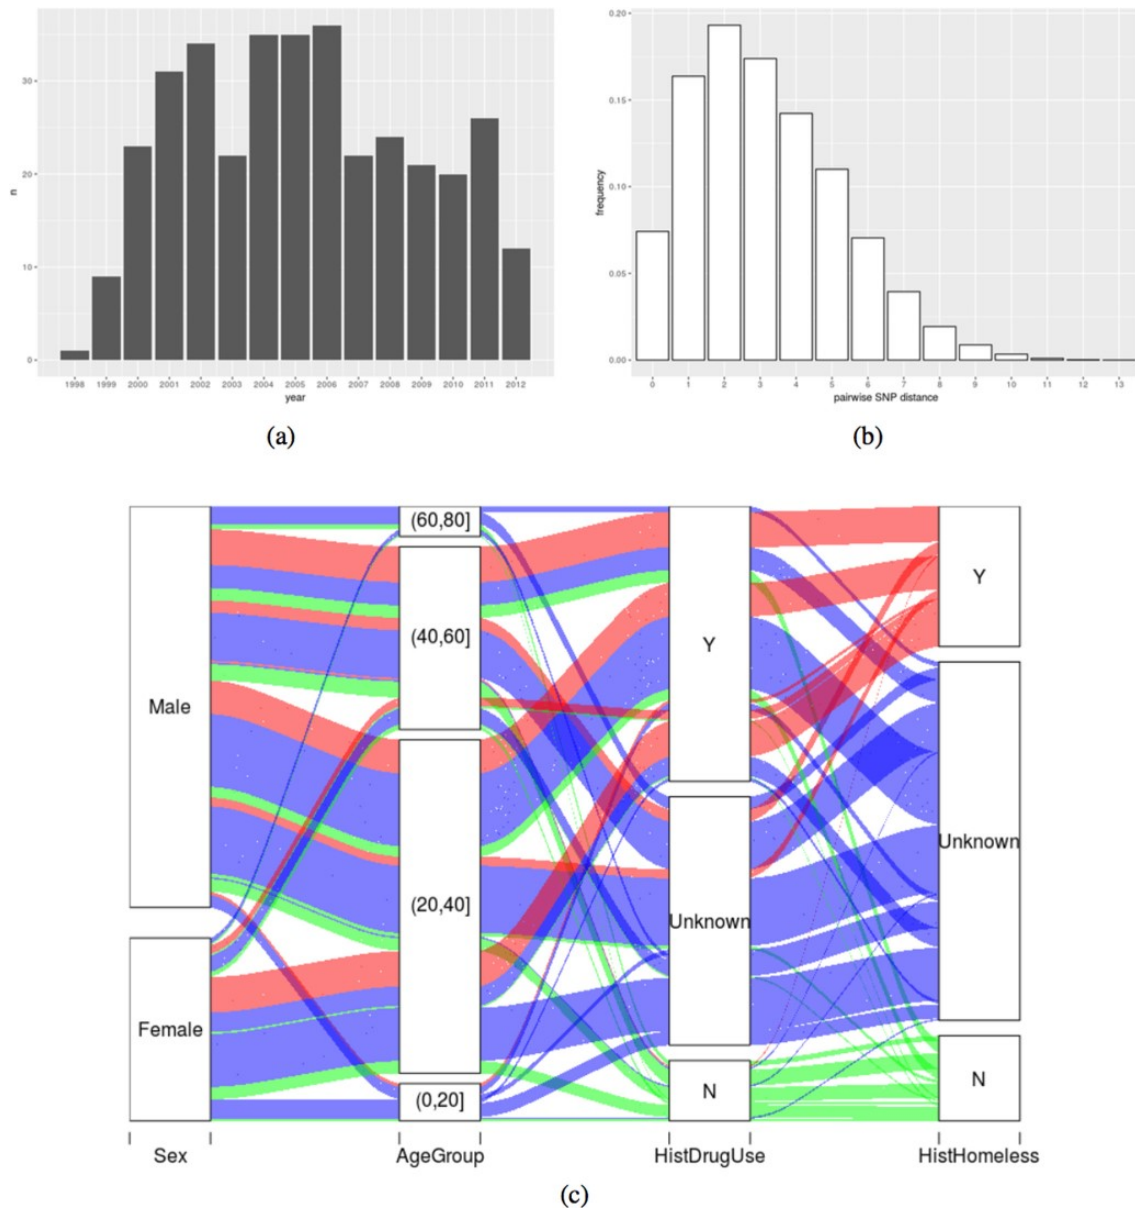 30
20
10
0
n
1998 1999 2000 2001 2002 2003 2004 2005 2006 2007 2008 2009 2010 2011 2012
year
(a)
0.20
0.15
0.10
0.05
0.00
frequency
0 1 2 3 4 5 6 7 8 9 10 11 12 13
pairwise SNP distance
(b)
Male
Female
(60,80]
(40,60]
(20,40]
(0,20]
Y
Unknown
N
Y
Unknown
N
Sex AgeGroup HistDrugUse HistHomeless
(c)